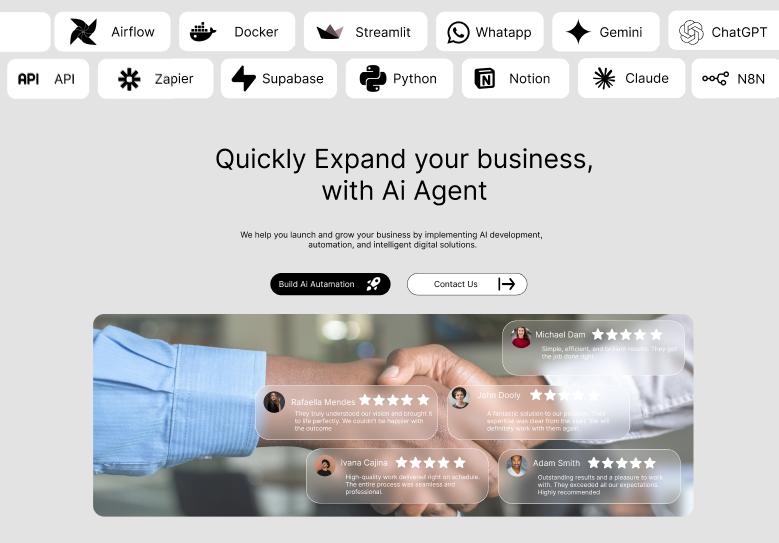 Airflow
Docker
Streamlit
Whatapp
Gemini
ChatGPT
API API
Zapier
Supabase
Python
Notion
Claude
N8N
Quickly Expand your business,
with Ai Agent
We help you launch and grow your business by implementing AI development,
automation, and intelligent digital solutions.
Build Ai Autamation
Contact Us
Michael Dam
Simple, efficient, and brilliant results. They got
the job done right.
Rafaella Mendes
They truly understood our vision and brought it
to life perfectly. We couldn't be happier with
the outcome
John Dooly
A fantastic solution to our problem. Their
expertise was clear from the start. We will
definitely work with them again.
Ivana Cajina
High-quality work delivered right on schedule.
The entire process was seamless and
professional.
Adam Smith
Outstanding results and a pleasure to work
with. They exceeded all our expectations.
Highly recommended